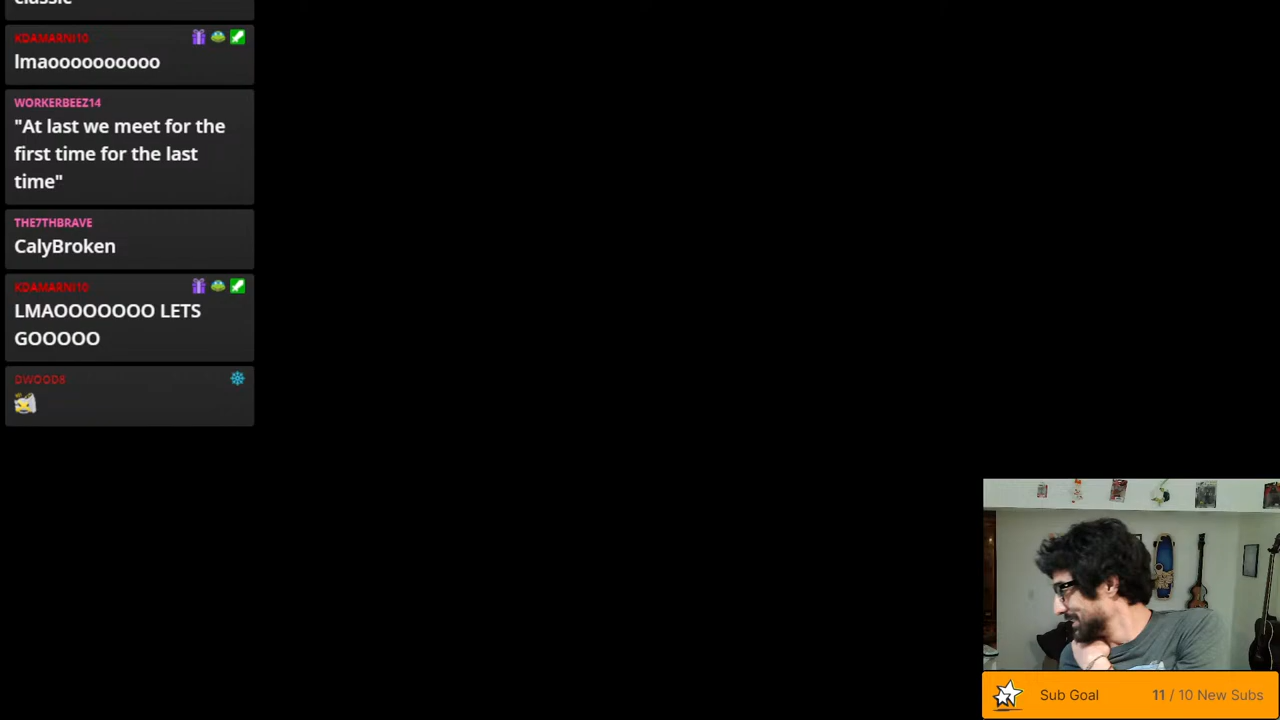 classic
KDAMARNI10
lmaoooooooooo
WORKERBEEZ14
"At last we meet for the
first time for the last
time"
THE7THBRAVE
CalyBroken
KDAMARNI10
LMAOOOOOOO LETS
GOOOOO
DWOOD8
Sub Goal 11 / 10 New Subs